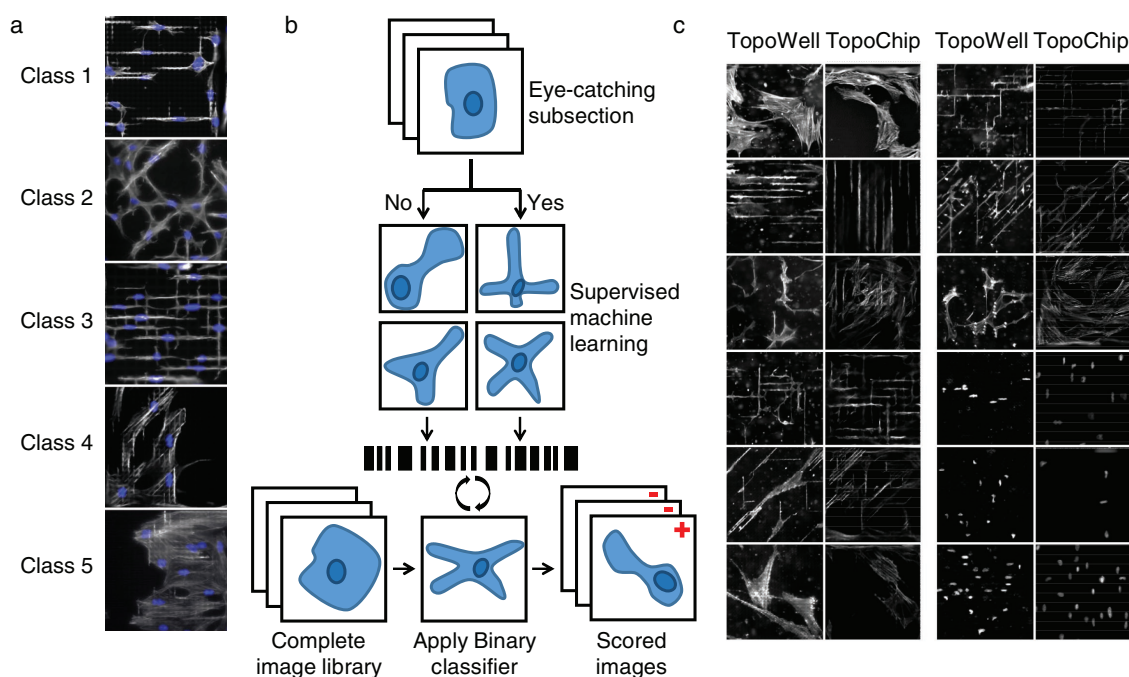 a
Class 1
Class 2
Class 3
Class 4
Class 5
b
Eye-catching
subsection
No
Yes
Supervised
machine
learning
-
-
+
Complete
image library
Apply Binary
classifier
Scored
images
c
TopoWell TopoChip
TopoWell TopoChip